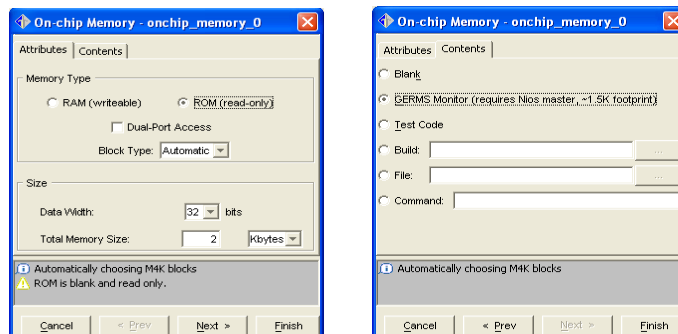 On-chip Memory - onchip_memory_0
Attributes Contents
Memory Type
RAM (writeable) ROM (read-only)
Dual-Port Access
Block Type: Automatic
Size
Data Width: 32 bits
Total Memory Size: 2 Kbytes
Automatically choosing M4K blocks
ROM is blank and read only.
Cancel < Prev Next > Finish
On-chip Memory - onchip_memory_0
Attributes Contents
Blank
GERMS Monitor (requires Nios master, ~1.5K footprint)
Test Code
Build: ...
File: ...
Command:
Automatically choosing M4K blocks
Cancel < Prev Next > Finish